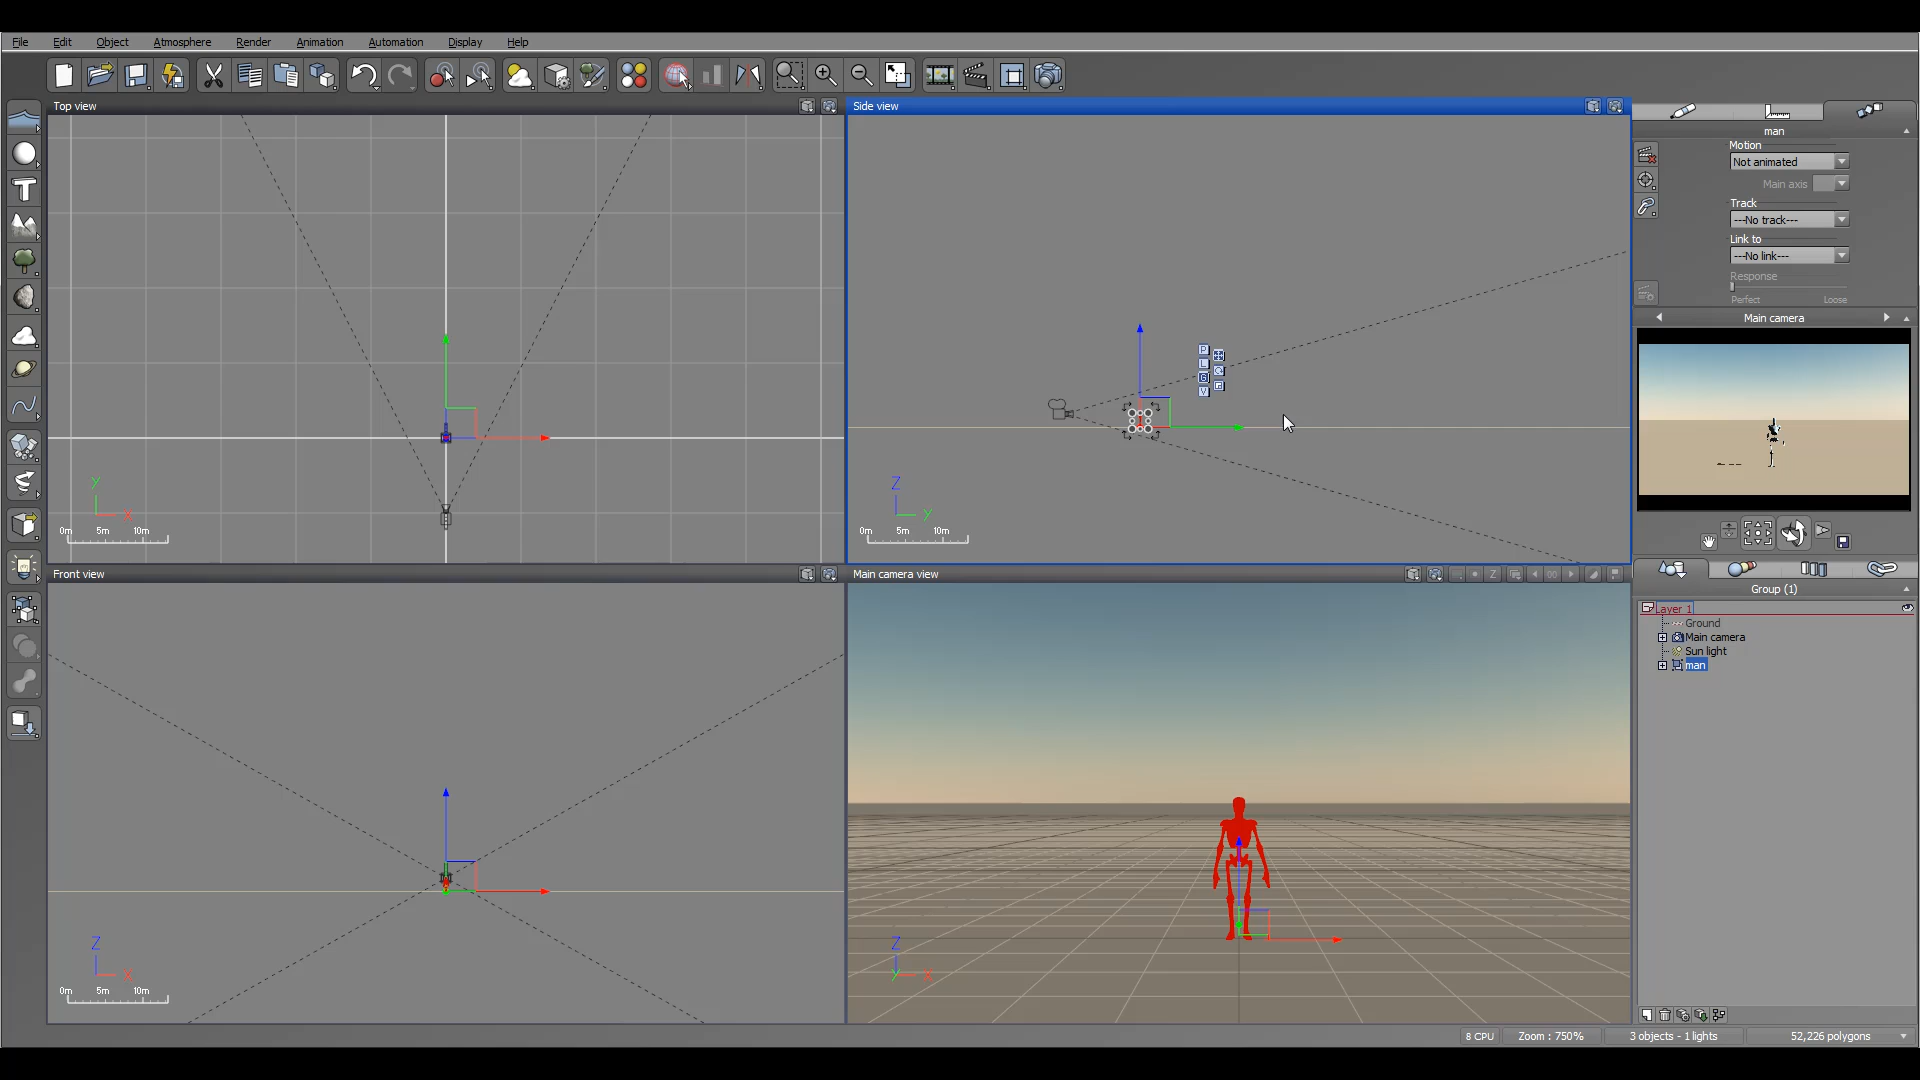 File Edit Object Atmosphere Render Animation Automation Display Help
Top view
Side view
man
Motion
Not animated
Main axis
Track
---No track---
Link to
---No link---
Response
Perfect Loose
Main camera
P
L
G
V
Y
X
0m 5m 10m
Z
Y
0m 5m 10m
Front view
Main camera view
Z
Group (1)
Layer 1
Ground
Main camera
Sun light
man
Z
X
0m 5m 10m
Z
Y
X
8 CPU Zoom : 750% 3 objects - 1 lights 52,226 polygons